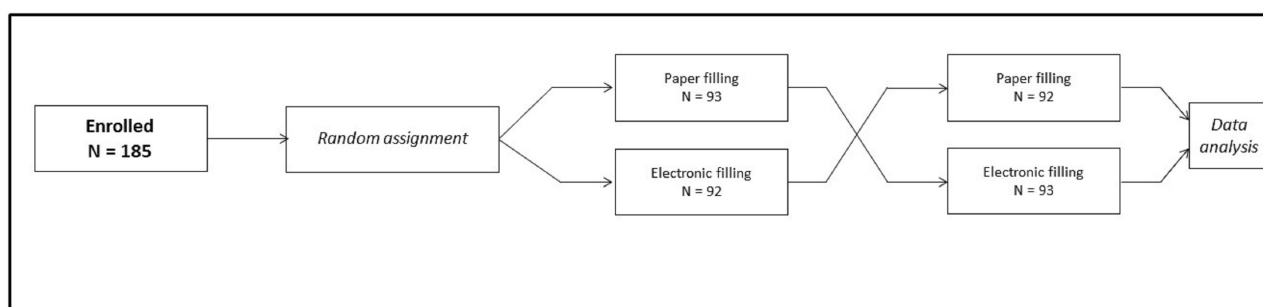 Enrolled
N = 185
Random assignment
Paper filling
N = 93
Electronic filling
N = 92
Paper filling
N = 92
Electronic filling
N = 93
Data
analysis